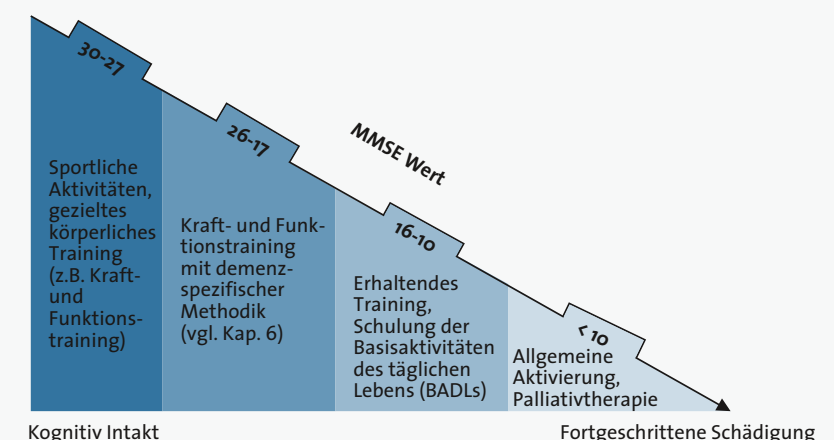 30-27
26-17
MMSE Wert
16-10
< 10
Sportliche
Aktivitäten,
gezieltes
körperliches
Training
(z.B. Kraft-
und
Funktions-
training)
Kraft- und Funk-
tionstraining
mit demenz-
spezifischer
Methodik
(vgl. Kap. 6)
Erhaltendes
Training,
Schulung der
Basisaktivitäten
des täglichen
Lebens (BADLs)
Allgemeine
Aktivierung,
Palliativtherapie
Kognitiv Intakt
Fortgeschrittene Schädigung